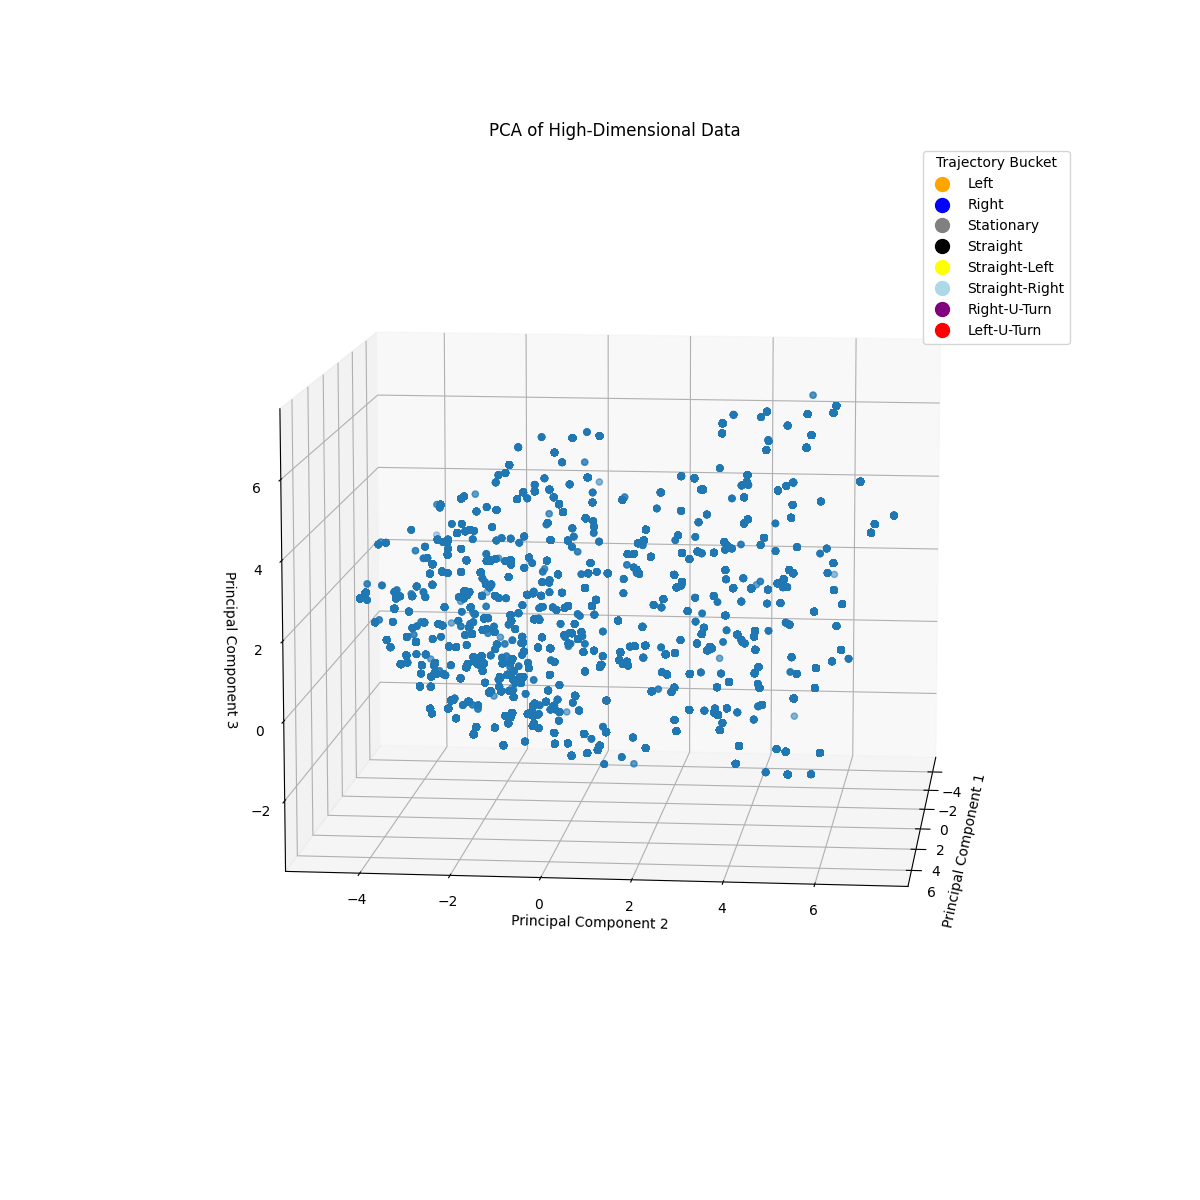 PCA of High-Dimensional Data
Trajectory Bucket
Left
Right
Stationary
Straight
Straight-Left
Straight-Right
Right-U-Turn
Left-U-Turn
6
4
2
0
−2
Principal Component 3
−4
−2
0
2
4
6
Principal Component 2
−4
−2
0
2
4
6
Principal Component 1